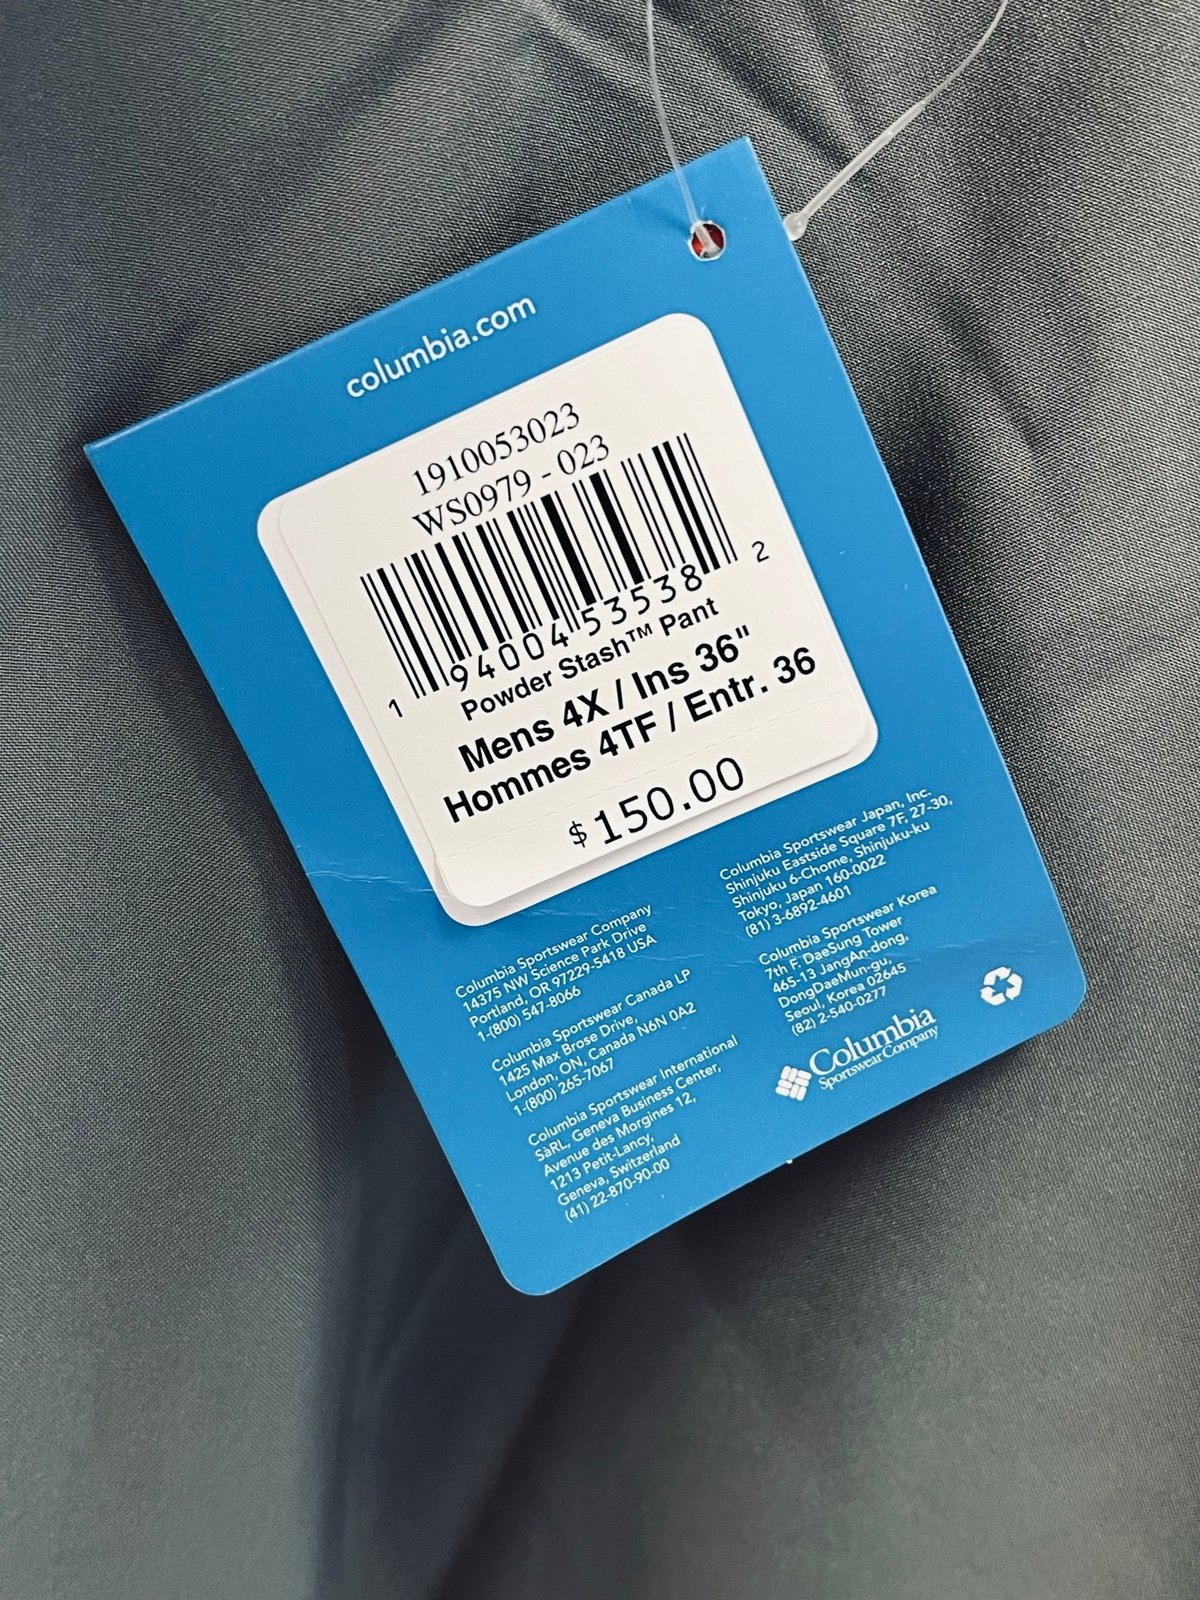 columbia.com
1910053023
WS0979 - 023
1 94004 53538 2
Powder Stash™ Pant
Mens 4X / Ins 36"
Hommes 4TF / Entr. 36
$150.00
Columbia Sportswear Company
14375 NW Science Park Drive
Portland, OR 97229-5418 USA
1-(800) 547-8066
Columbia Sportswear Canada LP
1425 Max Brose Drive,
London, ON, Canada N6N 0A2
1-(800) 265-7067
Columbia Sportswear International
SàRL, Geneva Business Center,
Avenue des Morgines 12,
1213 Petit-Lancy,
Geneva, Switzerland
(41) 22-870-90-00
Columbia Sportswear Japan, Inc.
Shinjuku Eastside Square 7F, 27-30,
Shinjuku 6-Chome, Shinjuku-ku
Tokyo, Japan 160-0022
(81) 3-6892-4601
Columbia Sportswear Korea
7th F. DaeSung Tower
465-13 JangAn-dong,
DongDaeMun-gu,
Seoul, Korea 02645
(82) 2-540-0277
Columbia
Sportswear Company